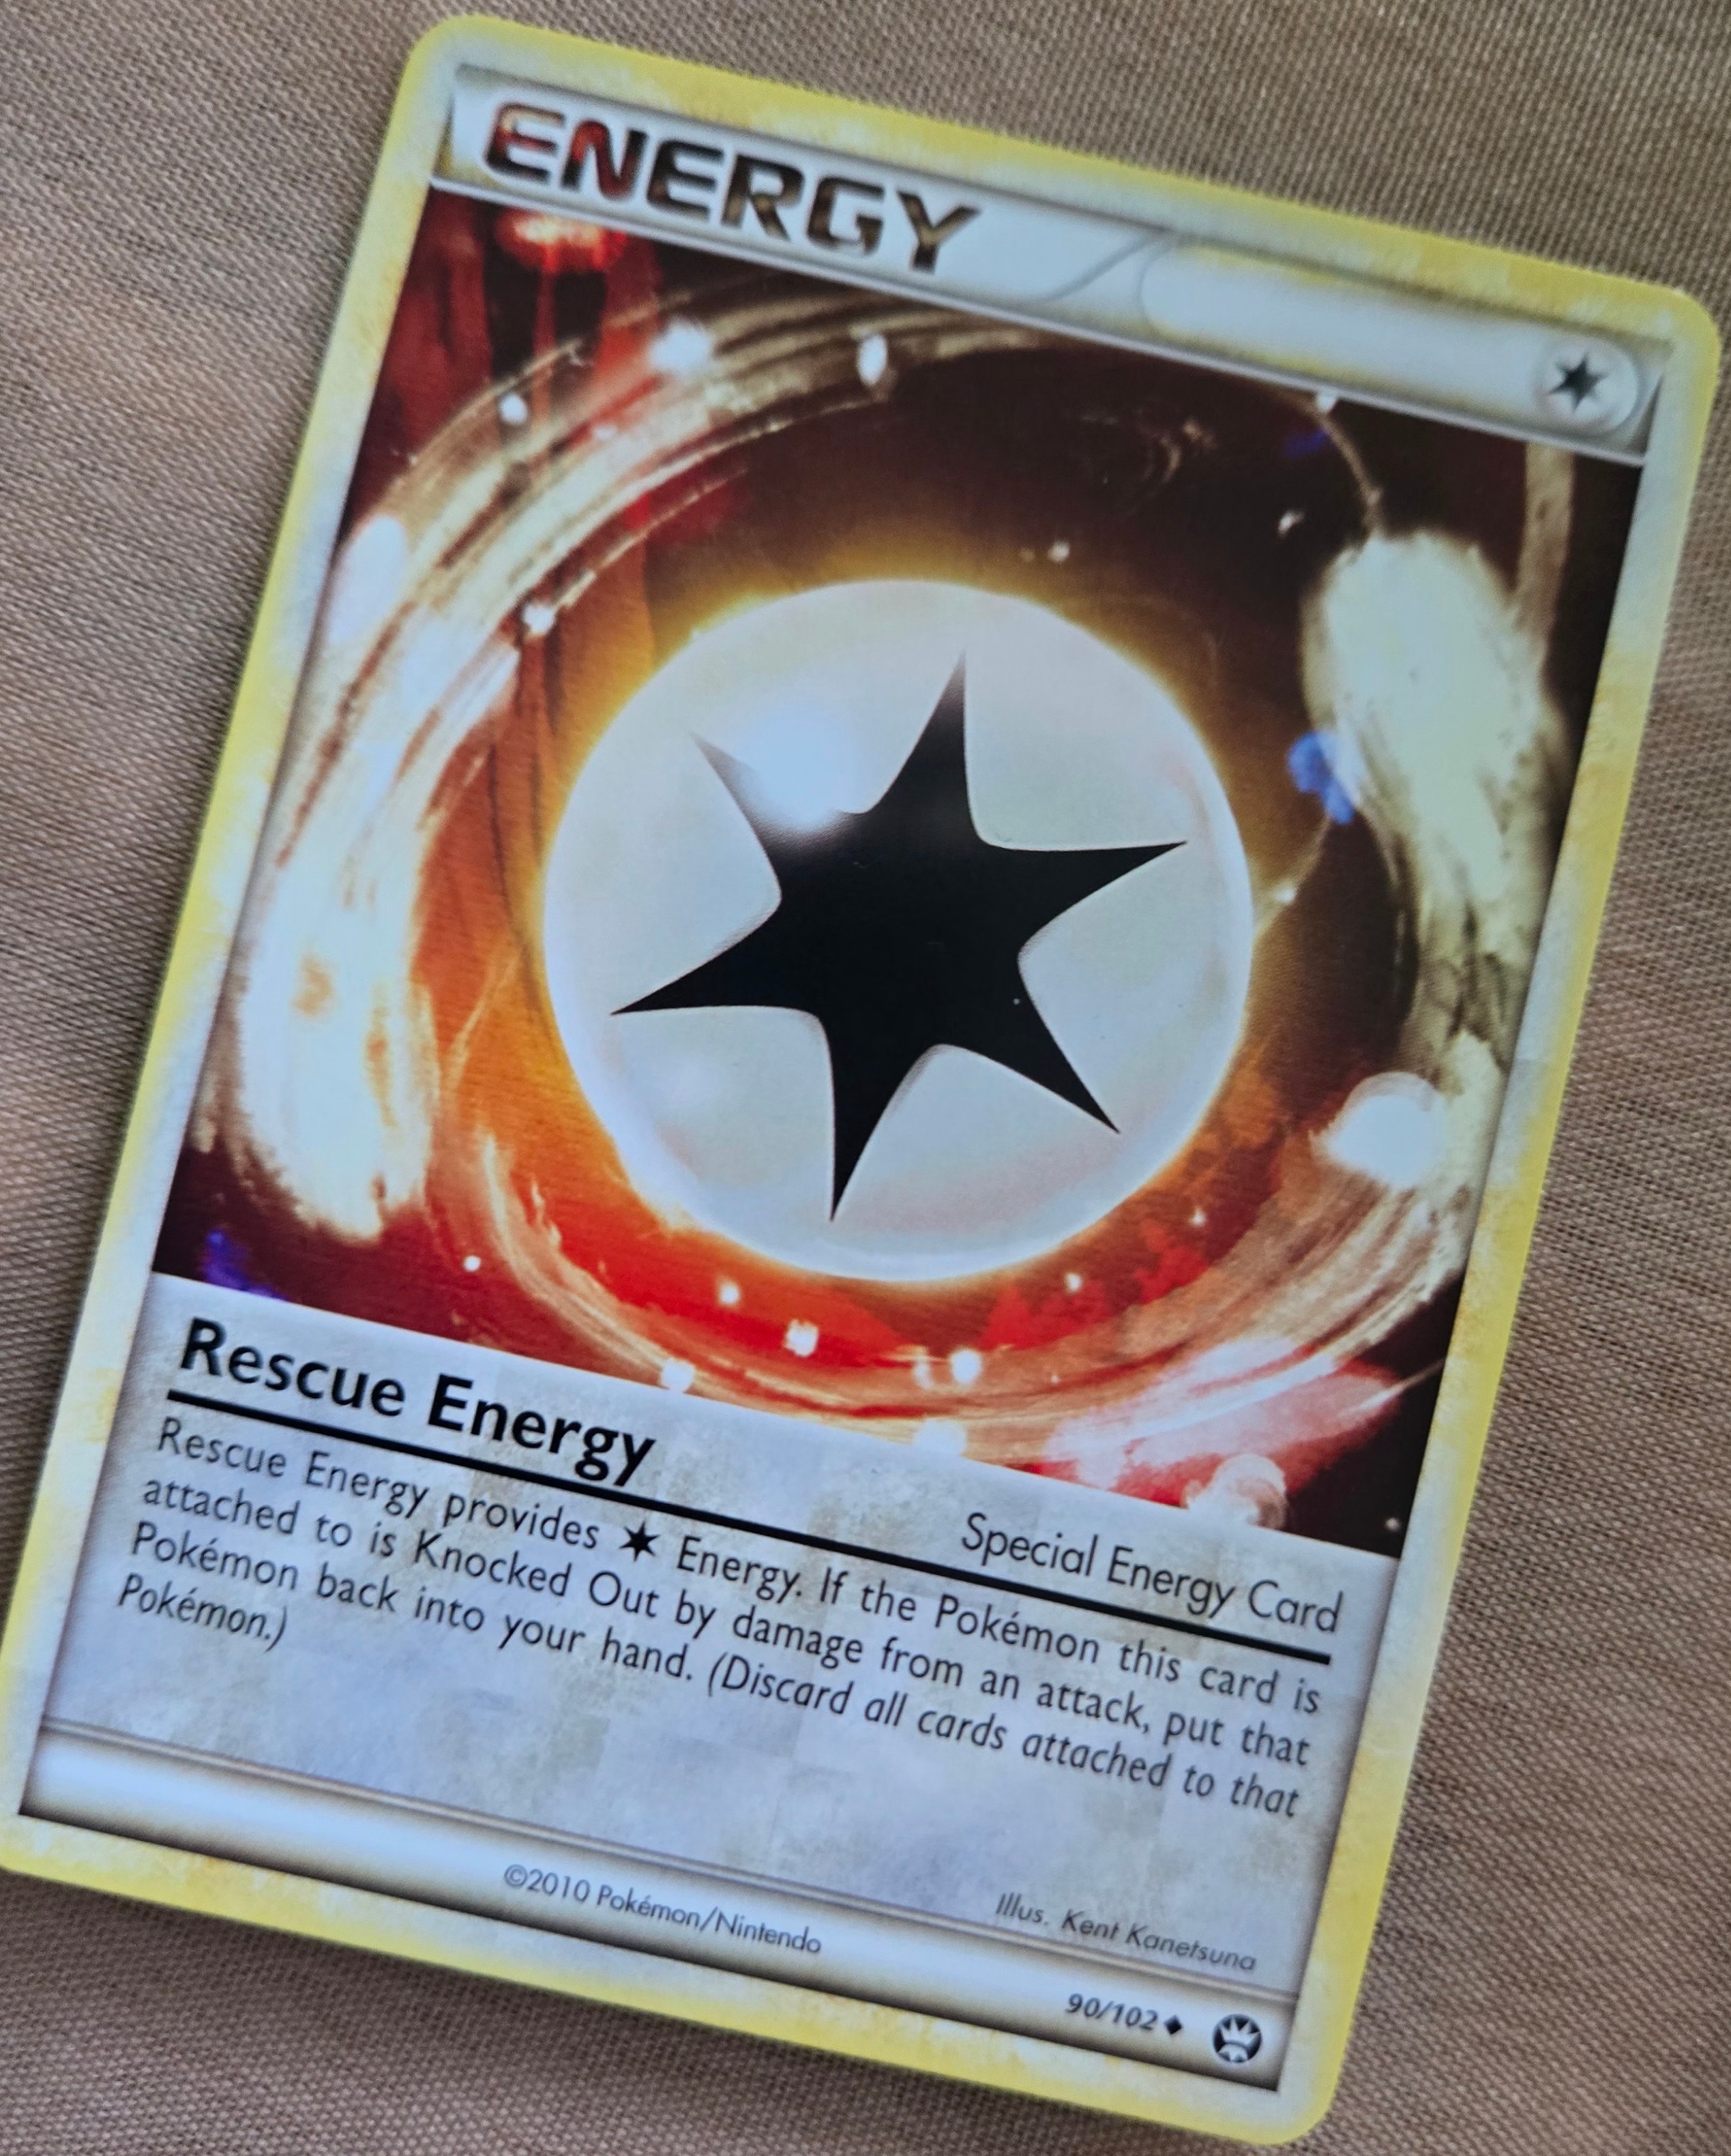 ENERGY
Rescue Energy
Special Energy Card
Rescue Energy provides ✶ Energy. If the Pokémon this card is
attached to is Knocked Out by damage from an attack, put that
Pokémon back into your hand. (Discard all cards attached to that
Pokémon.)
Illus. Kent Kanetsuna
©2010 Pokémon/Nintendo
90/102 ◆